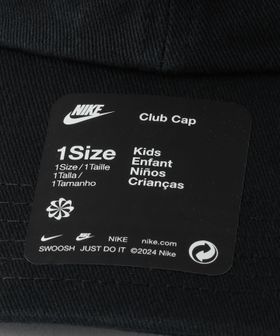 NIKE
Club Cap
1Size
1Size / 1Taille
1Talla /
1Tamanho
Kids
Enfant
Niños
Crianças
NIKE
nike.com
SWOOSH
JUST DO IT
©2024 Nike